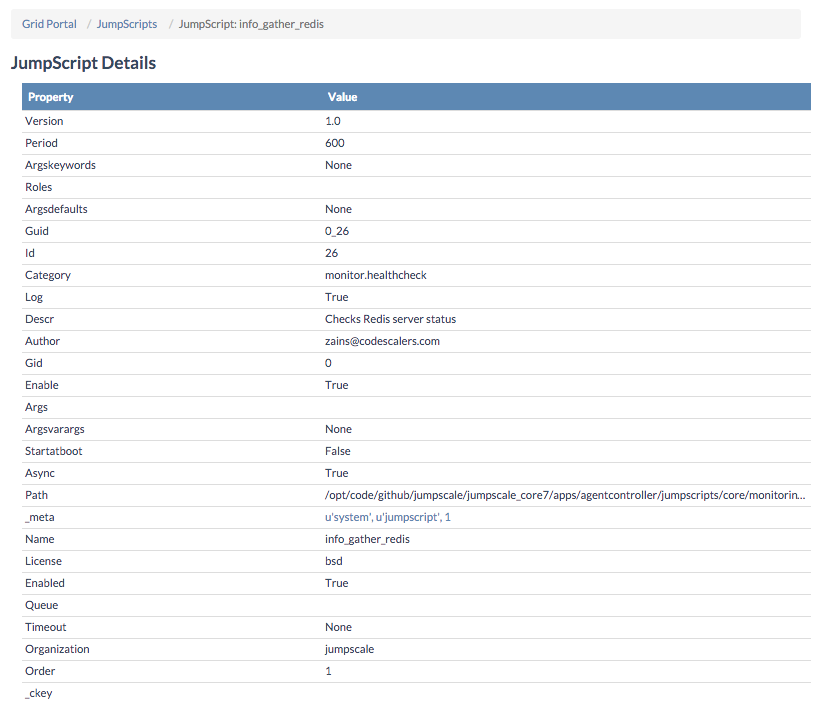 Grid Portal / JumpScripts / JumpScript: info_gather_redis
JumpScript Details
Property Value
Version 1.0
Period 600
Argskeywords None
Roles
Argsdefaults None
Guid 0_26
Id 26
Category monitor.healthcheck
Log True
Descr Checks Redis server status
Author zains@codescalers.com
Gid 0
Enable True
Args
Argsvarargs None
Startatboot False
Async True
Path /opt/code/github/jumpscale/jumpscale_core7/apps/agentcontroller/jumpscripts/core/monitorin...
_meta u'system', u'jumpscript', 1
Name info_gather_redis
License bsd
Enabled True
Queue
Timeout None
Organization jumpscale
Order 1
_ckey